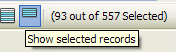 (93 out of 557 Selected)
Show selected records